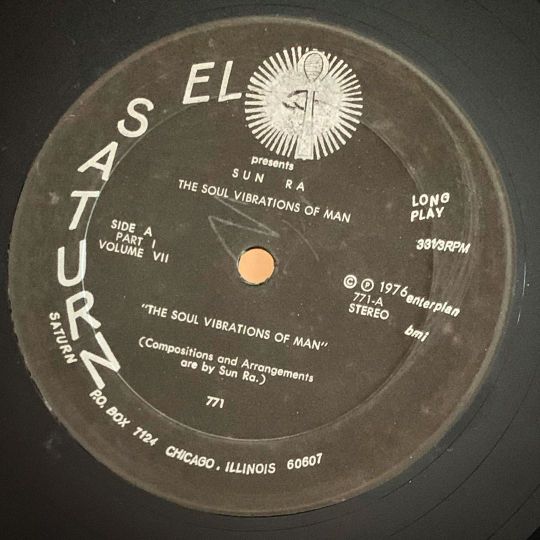 EL
SATURN
presents
SUN RA
THE SOUL VIBRATIONS OF MAN
LONG
PLAY
33 1/3 RPM
SIDE A
PART I
VOLUME VII
© ℗ 1976
771-A
STEREO
enterplan
bmi
"THE SOUL VIBRATIONS OF MAN"
(Compositions and Arrangements
are by Sun Ra.)
771
SATURN
P.O. BOX 7124 CHICAGO, ILLINOIS 60607